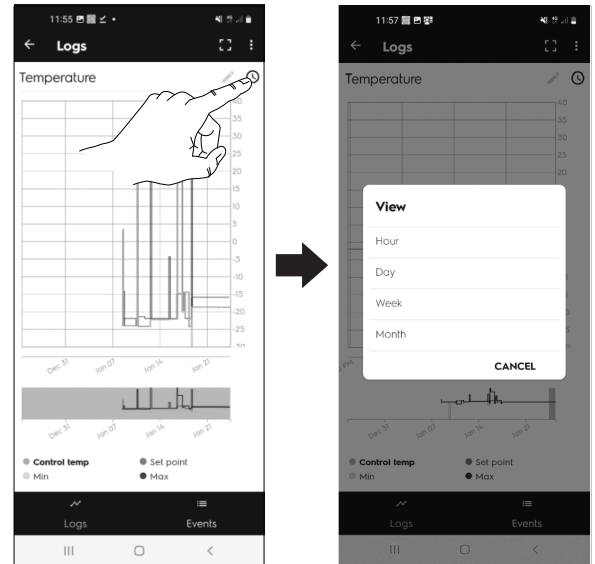 11:55
Logs
Temperature
40
35
30
25
20
15
10
5
0
-5
-10
-15
-20
-25
Dec 31 Jan 07 Jan 14 Jan 21
Dec 31 Jan 07 Jan 14 Jan 21
Control temp Set point
Min Max
Logs Events
11:57
Logs
Temperature
40
35
30
25
20
View
Hour
Day
Week
Month
CANCEL
PM
Dec 31 Jan 07 Jan 14 Jan 21
Control temp Set point
Min Max
Logs Events